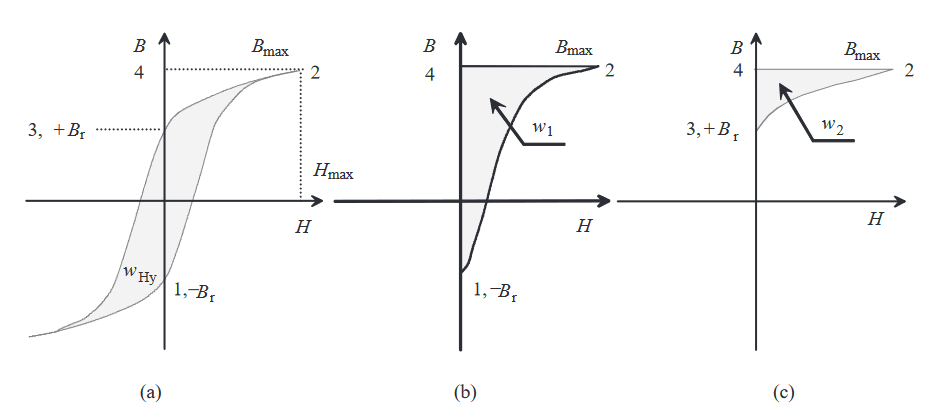 B
Bmax
4
2
3, +Br
Hmax
H
wHy
1,−Br
(a)
B
Bmax
4
2
w1
H
1,−Br
(b)
B
Bmax
4
2
3,+Br
w2
H
(c)